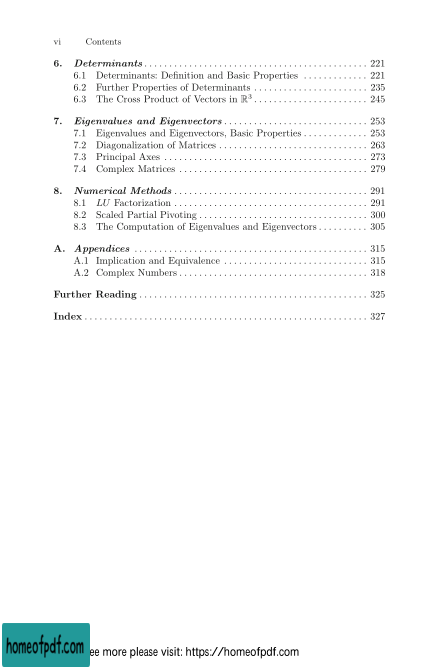 vi Contents
6. Determinants . . . . . . . . . . . . . . . . . . . . . . . . . . . . . . . . . . . . . . . . . . . . . 221
6.1 Determinants: Definition and Basic Properties . . . . . . . . . . . . . 221
6.2 Further Properties of Determinants . . . . . . . . . . . . . . . . . . . . . . . 235
6.3 The Cross Product of Vectors in ℝ³ . . . . . . . . . . . . . . . . . . . . . . . 245
7. Eigenvalues and Eigenvectors . . . . . . . . . . . . . . . . . . . . . . . . . . . . . 253
7.1 Eigenvalues and Eigenvectors, Basic Properties . . . . . . . . . . . . . 253
7.2 Diagonalization of Matrices . . . . . . . . . . . . . . . . . . . . . . . . . . . . . . 263
7.3 Principal Axes . . . . . . . . . . . . . . . . . . . . . . . . . . . . . . . . . . . . . . . . . 273
7.4 Complex Matrices . . . . . . . . . . . . . . . . . . . . . . . . . . . . . . . . . . . . . . 279
8. Numerical Methods . . . . . . . . . . . . . . . . . . . . . . . . . . . . . . . . . . . . . . . 291
8.1 LU Factorization . . . . . . . . . . . . . . . . . . . . . . . . . . . . . . . . . . . . . . . 291
8.2 Scaled Partial Pivoting . . . . . . . . . . . . . . . . . . . . . . . . . . . . . . . . . . 300
8.3 The Computation of Eigenvalues and Eigenvectors . . . . . . . . . . 305
A. Appendices . . . . . . . . . . . . . . . . . . . . . . . . . . . . . . . . . . . . . . . . . . . . . . . 315
A.1 Implication and Equivalence . . . . . . . . . . . . . . . . . . . . . . . . . . . . . 315
A.2 Complex Numbers . . . . . . . . . . . . . . . . . . . . . . . . . . . . . . . . . . . . . . 318
Further Reading . . . . . . . . . . . . . . . . . . . . . . . . . . . . . . . . . . . . . . . . . . . . . . 325
Index . . . . . . . . . . . . . . . . . . . . . . . . . . . . . . . . . . . . . . . . . . . . . . . . . . . . . . . . . 327
homeofpdf.com ee more please visit: https://homeofpdf.com